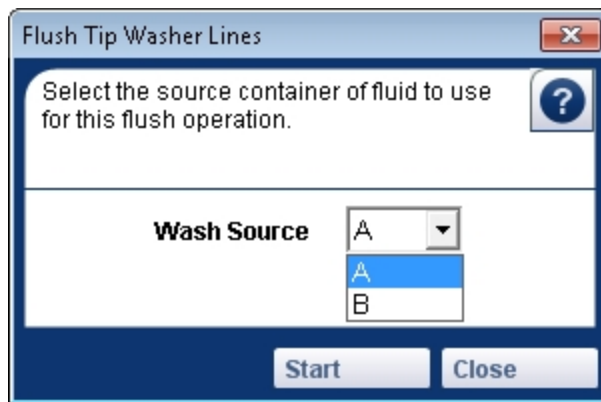 Flush Tip Washer Lines
Select the source container of fluid to use
for this flush operation.
?
Wash Source A
A
B
Start Close